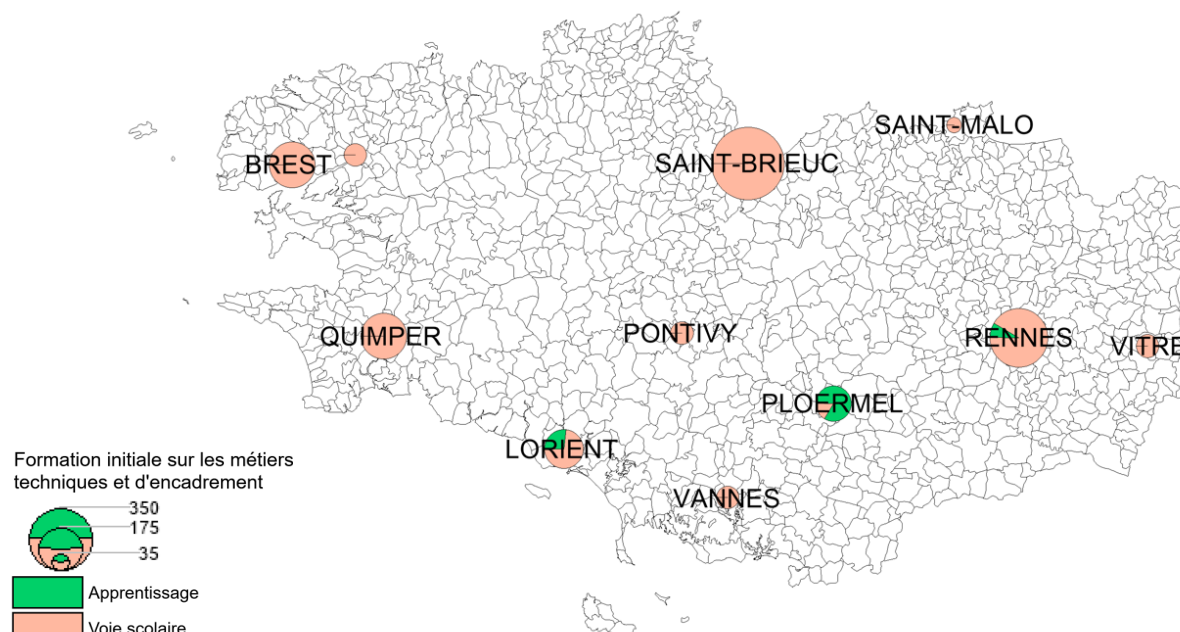 SAINT-MALO
BREST
SAINT-BRIEUC
QUIMPER
PONTIVY
RENNES
VITRE
PLOERMEL
LORIENT
VANNES
Formation initiale sur les métiers
techniques et d'encadrement
350
175
35
Apprentissage
Voie scolaire